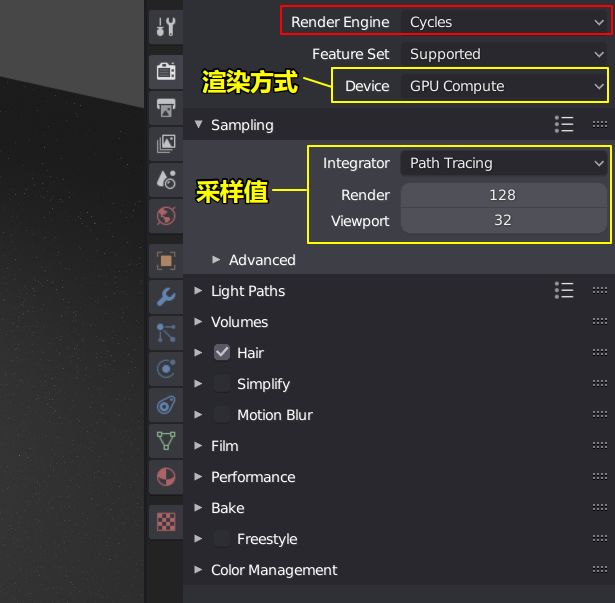 Render Engine Cycles
Feature Set Supported
渲染方式 Device GPU Compute
Sampling
Integrator Path Tracing
采样值 Render 128
Viewport 32
Advanced
Light Paths
Volumes
Hair
Simplify
Motion Blur
Film
Performance
Bake
Freestyle
Color Management